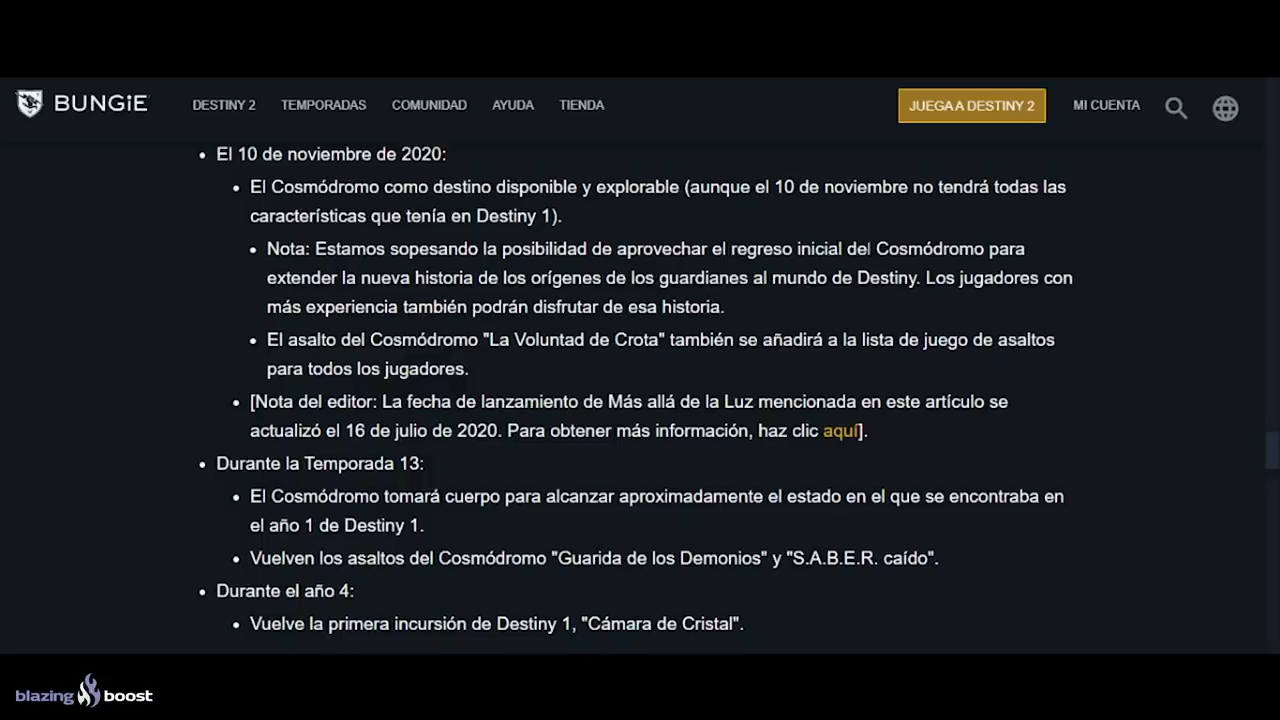 BUNGiE DESTINY 2 TEMPORADAS COMUNIDAD AYUDA TIENDA JUEGA A DESTINY 2 MI CUENTA
• El 10 de noviembre de 2020:
• El Cosmódromo como destino disponible y explorable (aunque el 10 de noviembre no tendrá todas las
características que tenía en Destiny 1).
• Nota: Estamos sopesando la posibilidad de aprovechar el regreso inicial del Cosmódromo para
extender la nueva historia de los orígenes de los guardianes al mundo de Destiny. Los jugadores con
más experiencia también podrán disfrutar de esa historia.
• El asalto del Cosmódromo "La Voluntad de Crota" también se añadirá a la lista de juego de asaltos
para todos los jugadores.
• [Nota del editor: La fecha de lanzamiento de Más allá de la Luz mencionada en este artículo se
actualizó el 16 de julio de 2020. Para obtener más información, haz clic aquí].
• Durante la Temporada 13:
• El Cosmódromo tomará cuerpo para alcanzar aproximadamente el estado en el que se encontraba en
el año 1 de Destiny 1.
• Vuelven los asaltos del Cosmódromo "Guarida de los Demonios" y "S.A.B.E.R. caído".
• Durante el año 4:
• Vuelve la primera incursión de Destiny 1, "Cámara de Cristal".
blazing boost